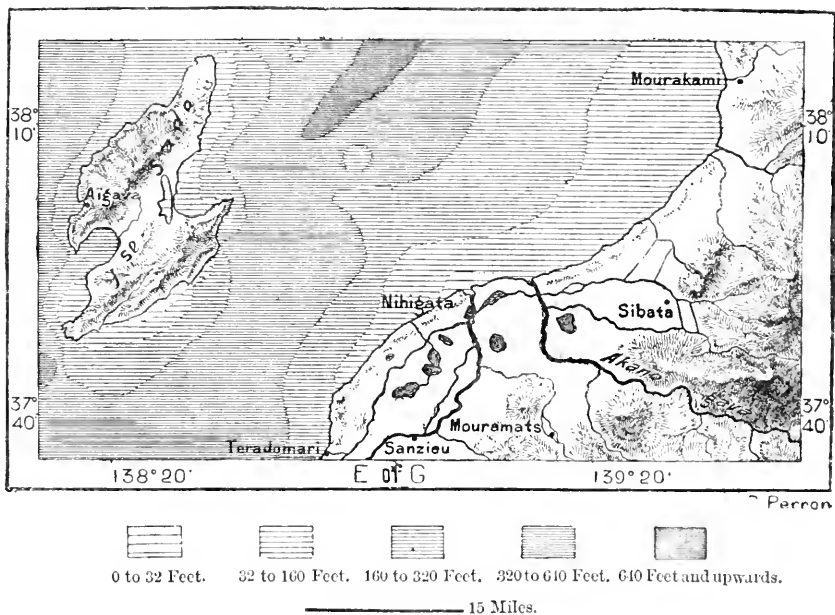 Mourakami
38°
10'
38°
10'
Isl. Sado
Aigava
Nihigata
Sibata
Akano
37°
40'
37°
40'
Mouramats
Teradomari
Sanzieu
138°20'
E of G
139°20'
Perron
0 to 32 Feet.
32 to 160 Feet.
160 to 320 Feet.
320 to 640 Feet.
640 Feet and upwards.
15 Miles.